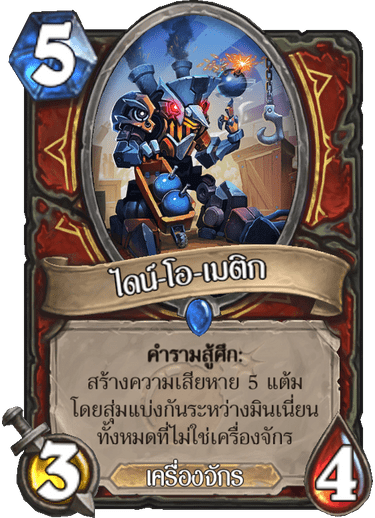 5
ไดน์-โอ-เมติก
คำรามสู้ศึก:
สร้างความเสียหาย 5 แต้ม
โดยสุ่มแบ่งกันระหว่างมินเนี่ยน
ทั้งหมดที่ไม่ใช่เครื่องจักร
3
เครื่องจักร
4